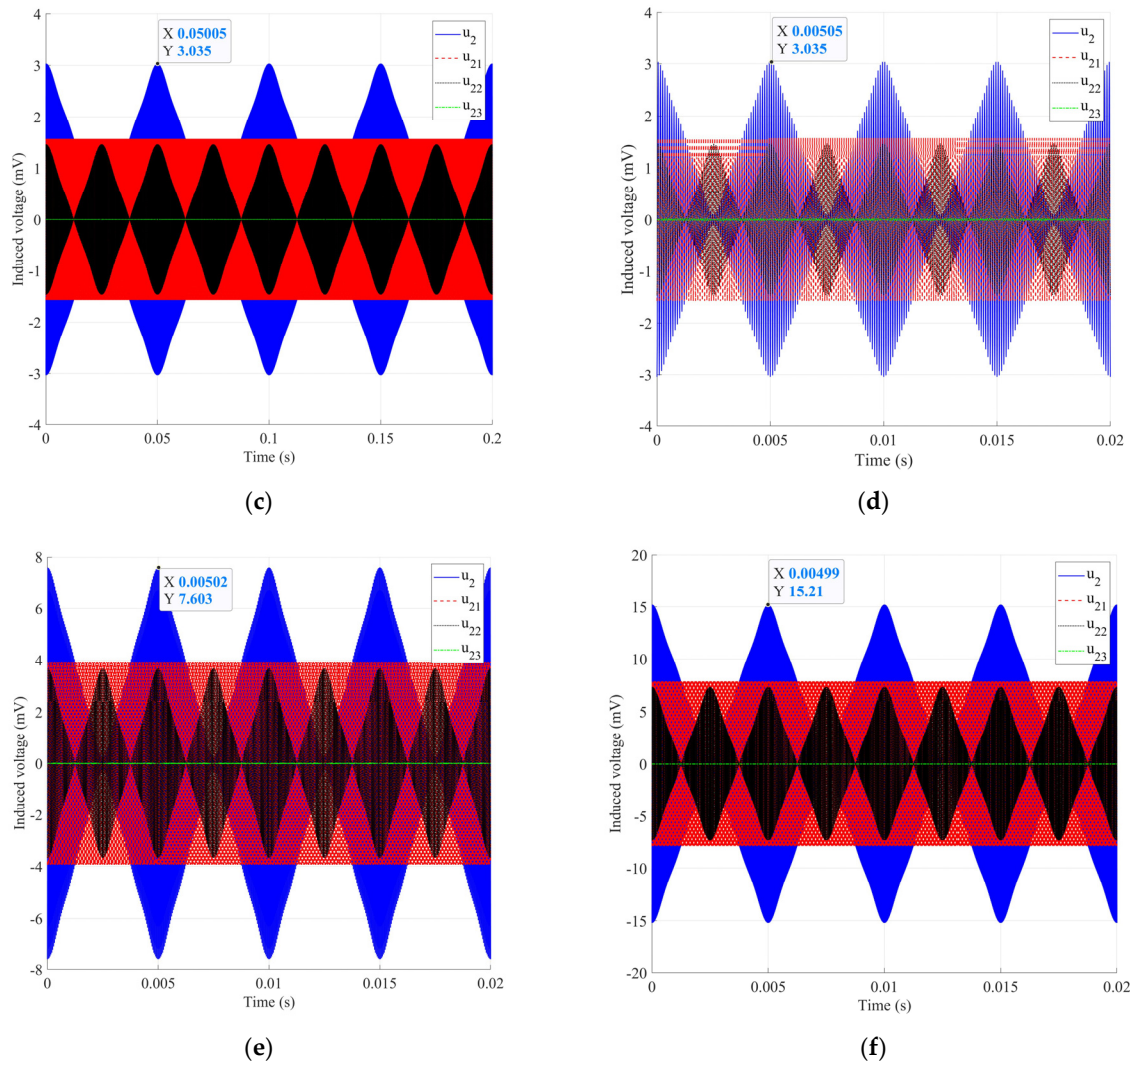 4
3
2
1
0
-1
-2
-3
-4
Induced voltage (mV)
X 0.05005
Y 3.035
u2
u21
u22
u23
0
0.05
0.1
0.15
0.2
Time (s)
(c)
4
3
2
1
0
-1
-2
-3
-4
Induced voltage (mV)
X 0.00505
Y 3.035
u2
u21
u22
u23
0
0.005
0.01
0.015
0.02
Time (s)
(d)
8
6
4
2
0
-2
-4
-6
-8
Induced voltage (mV)
X 0.00502
Y 7.603
u2
u21
u22
u23
0
0.005
0.01
0.015
0.02
Time (s)
(e)
20
15
10
5
0
-5
-10
-15
-20
Induced voltage (mV)
X 0.00499
Y 15.21
u2
u21
u22
u23
0
0.005
0.01
0.015
0.02
Time (s)
(f)